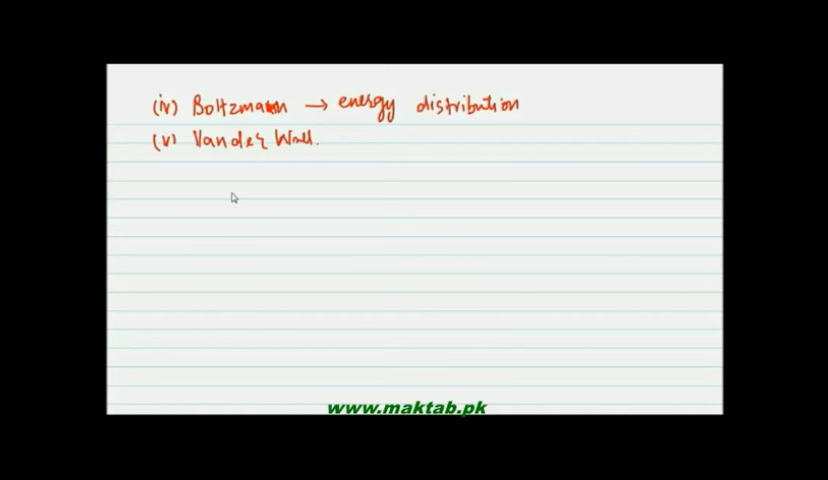 (iv) Boltzmann → energy distribution
(v) Vander Wall.
www.maktab.pk